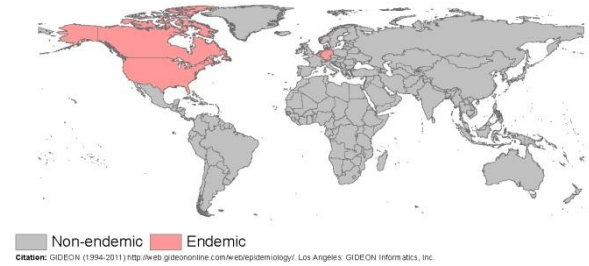 Non-endemic Endemic
Citation: GIDEON (1994-2011) http://web.gideononline.com/web/epidemiology/. Los Angeles: GIDEON Informatics, Inc.